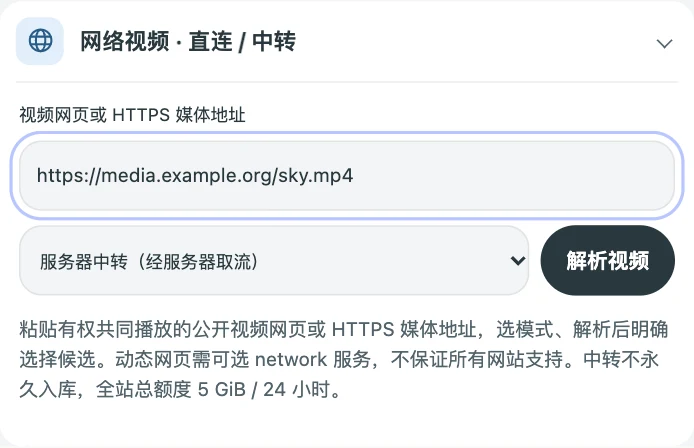 网络视频 · 直连 / 中转
视频网页或 HTTPS 媒体地址
https://media.example.org/sky.mp4
服务器中转（经服务器取流）
解析视频
粘贴有权共同播放的公开视频网页或 HTTPS 媒体地址，选模式、解析后明确
选择候选。动态网页需可选 network 服务，不保证所有网站支持。中转不永
久入库，全站总额度 5 GiB / 24 小时。